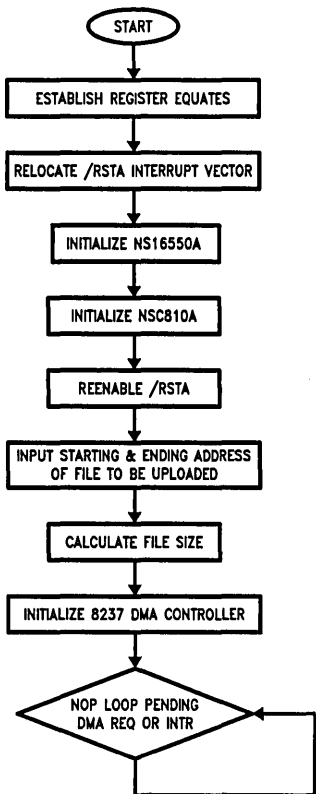 START
ESTABLISH REGISTER EQUATES
RELOCATE /RSTA INTERRUPT VECTOR
INITIALIZE NS16550A
INITIALIZE NSC810A
REENABLE /RSTA
INPUT STARTING & ENDING ADDRESS
OF FILE TO BE UPLOADED
CALCULATE FILE SIZE
INITIALIZE 8237 DMA CONTROLLER
NOP LOOP PENDING
DMA REQ OR INTR